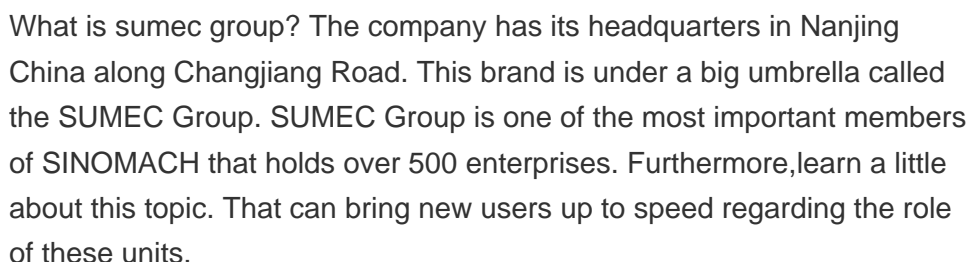 What is sumec group? The company has its headquarters in Nanjing
China along Changjiang Road. This brand is under a big umbrella called
the SUMEC Group. SUMEC Group is one of the most important members
of SINOMACH that holds over 500 enterprises. Furthermore,learn a little
about this topic. That can bring new users up to speed regarding the role
of these units.